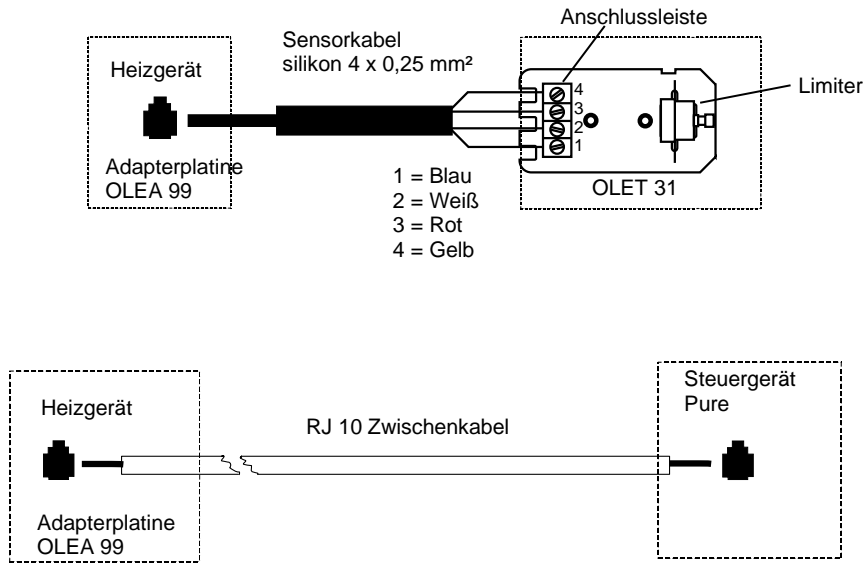 Anschlussleiste
Sensorkabel
silikon 4 x 0,25 mm²
Heizgerät
Limiter
4
3
2
1
Adapterplatine
OLEA 99
1 = Blau
2 = Weiß
3 = Rot
4 = Gelb
OLET 31
Steuergerät
Pure
Heizgerät
RJ 10 Zwischenkabel
Adapterplatine
OLEA 99